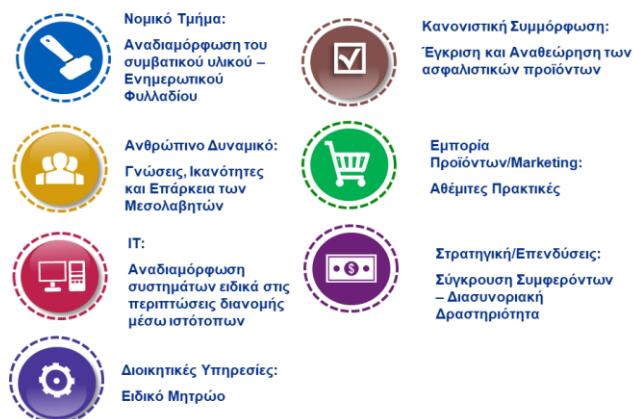 Νομικό Τμήμα:
Αναδιαμόρφωση του
συμβατικού υλικού –
Ενημερωτικού
Φυλλαδίου
Κανονιστική Συμμόρφωση:
Έγκριση και Αναθεώρηση των
ασφαλιστικών προϊόντων
Ανθρώπινο Δυναμικό:
Γνώσεις, Ικανότητες
και Επάρκεια των
Μεσολαβητών
Εμπορία
Προϊόντων/Marketing:
Αθέμιτες Πρακτικές
IT:
Αναδιαμόρφωση
συστημάτων ειδικά στις
περιπτώσεις διανομής
μέσω ιστότοπων
Στρατηγική/Επενδύσεις:
Σύγκρουση Συμφερόντων
– Διασυνοριακή
Δραστηριότητα
Διοικητικές Υπηρεσίες:
Ειδικό Μητρώο